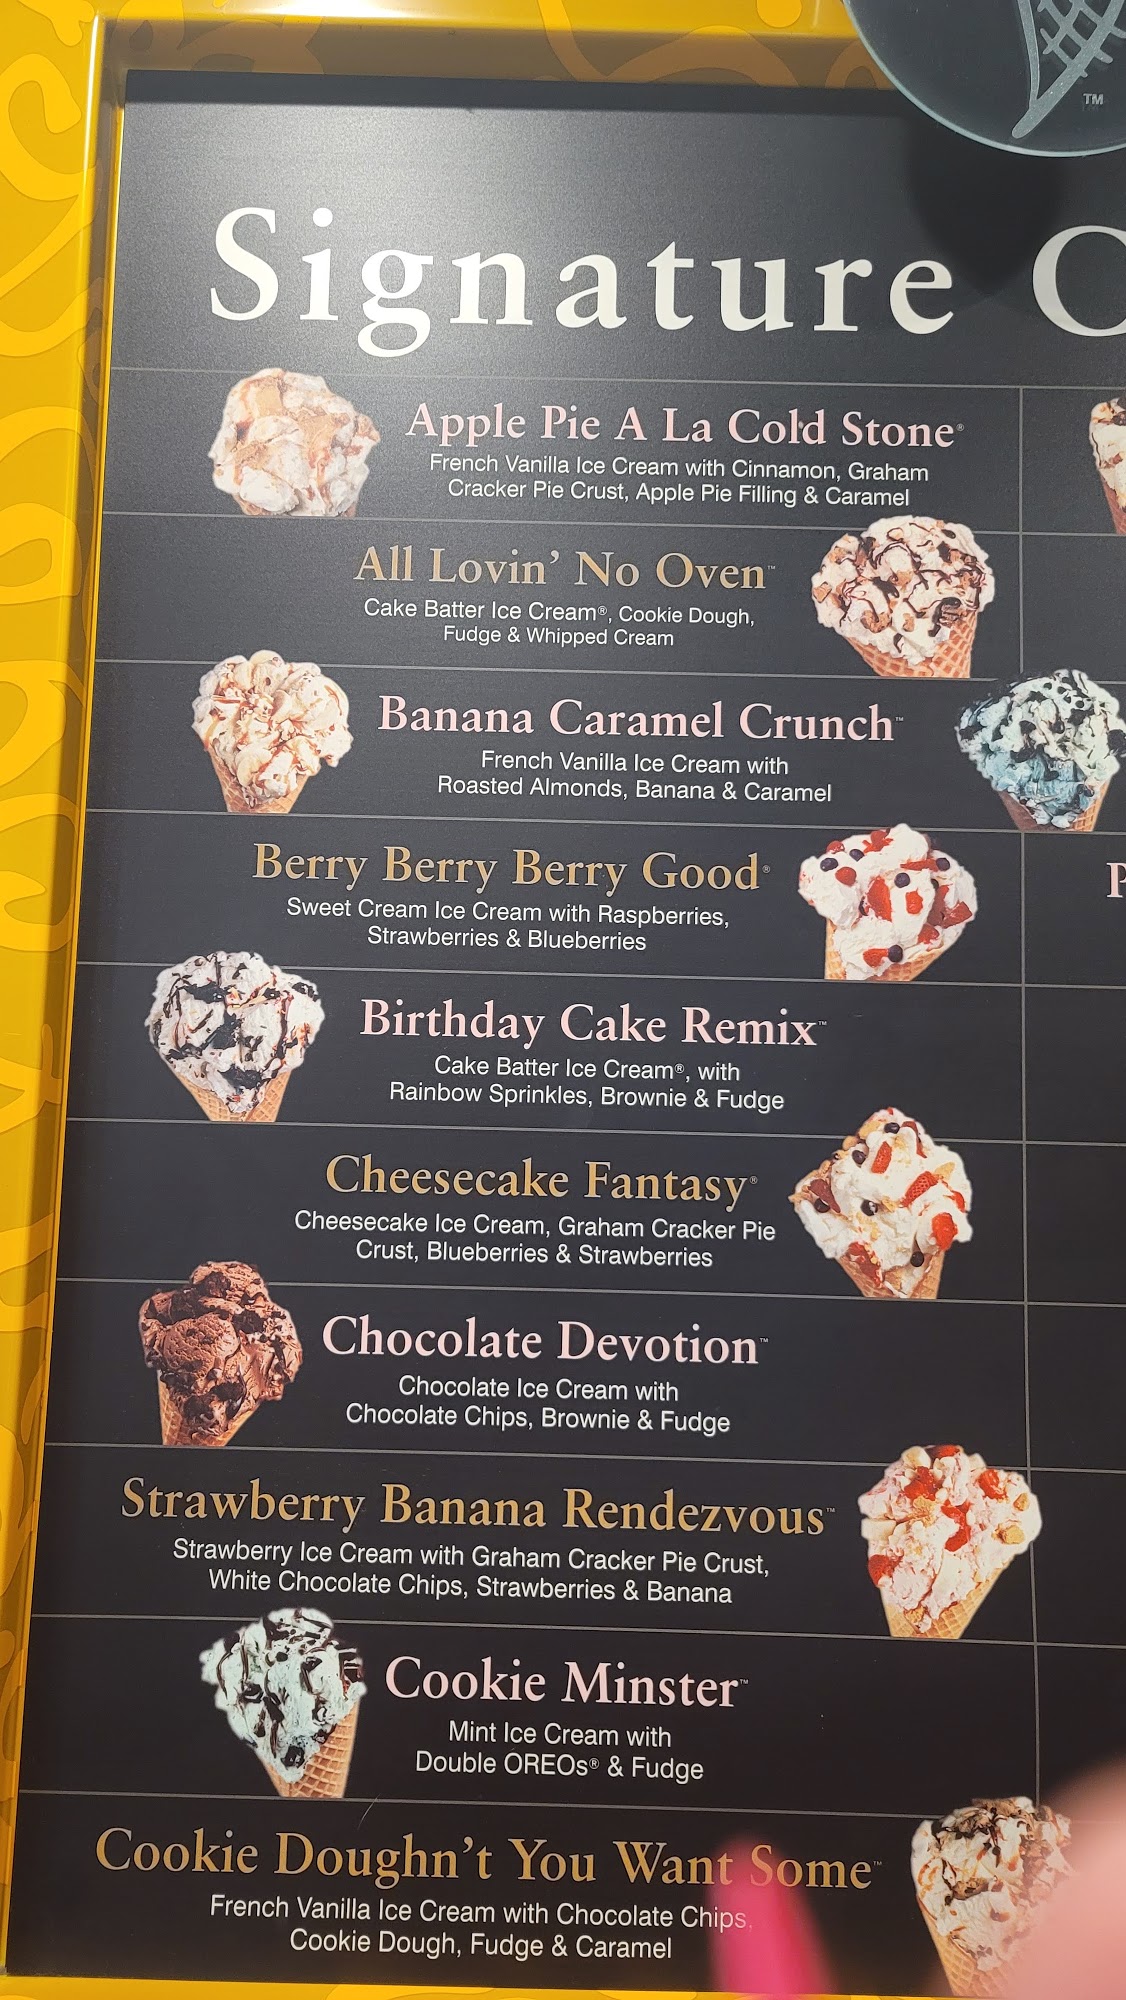 TM
Signature C
Apple Pie A La Cold Stone®
French Vanilla Ice Cream with Cinnamon, Graham
Cracker Pie Crust, Apple Pie Filling & Caramel
All Lovin' No Oven™
Cake Batter Ice Cream®, Cookie Dough,
Fudge & Whipped Cream
Banana Caramel Crunch™
French Vanilla Ice Cream with
Roasted Almonds, Banana & Caramel
Berry Berry Berry Good®
Sweet Cream Ice Cream with Raspberries,
Strawberries & Blueberries
P
Birthday Cake Remix™
Cake Batter Ice Cream®, with
Rainbow Sprinkles, Brownie & Fudge
Cheesecake Fantasy®
Cheesecake Ice Cream, Graham Cracker Pie
Crust, Blueberries & Strawberries
Chocolate Devotion™
Chocolate Ice Cream with
Chocolate Chips, Brownie & Fudge
Strawberry Banana Rendezvous™
Strawberry Ice Cream with Graham Cracker Pie Crust,
White Chocolate Chips, Strawberries & Banana
Cookie Minster™
Mint Ice Cream with
Double OREOs® & Fudge
Cookie Doughn't You Want Some™
French Vanilla Ice Cream with Chocolate Chips,
Cookie Dough, Fudge & Caramel